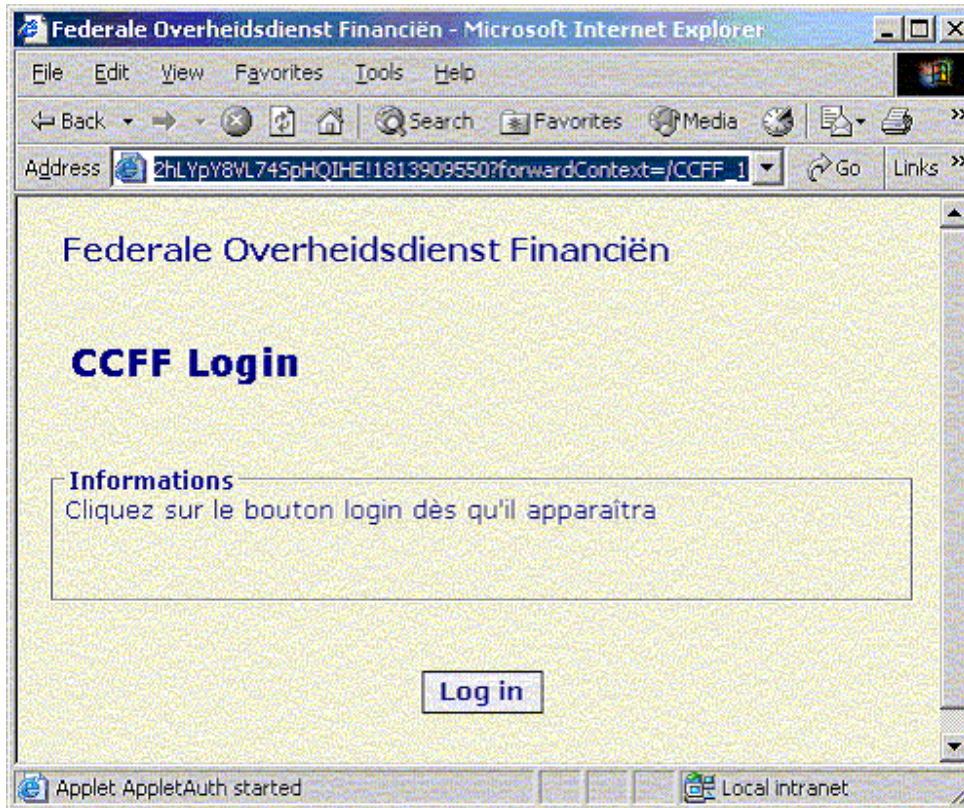 Federale Overheidsdienst Financiën - Microsoft Internet Explorer
File Edit View Favorites Tools Help
Back Search Favorites Media
Address 2hLYpY8VL74SpHQIHE!1813909550?forwardContext=/CCFF_1 Go Links
Federale Overheidsdienst Financiën
CCFF Login
Informations
Cliquez sur le bouton login dès qu'il apparaîtra
Log in
Applet AppletAuth started Local intranet